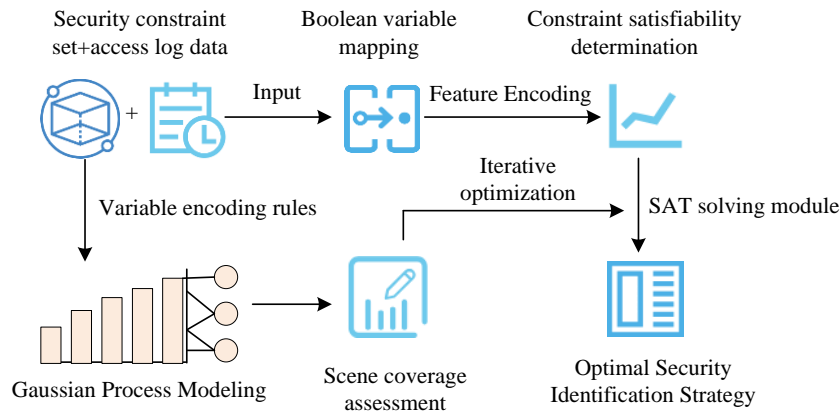 Security constraint
set+access log data
Boolean variable
mapping
Constraint satisfiability
determination
+
Input
Feature Encoding
Variable encoding rules
Iterative
optimization
SAT solving module
Gaussian Process Modeling
Scene coverage
assessment
Optimal Security
Identification Strategy